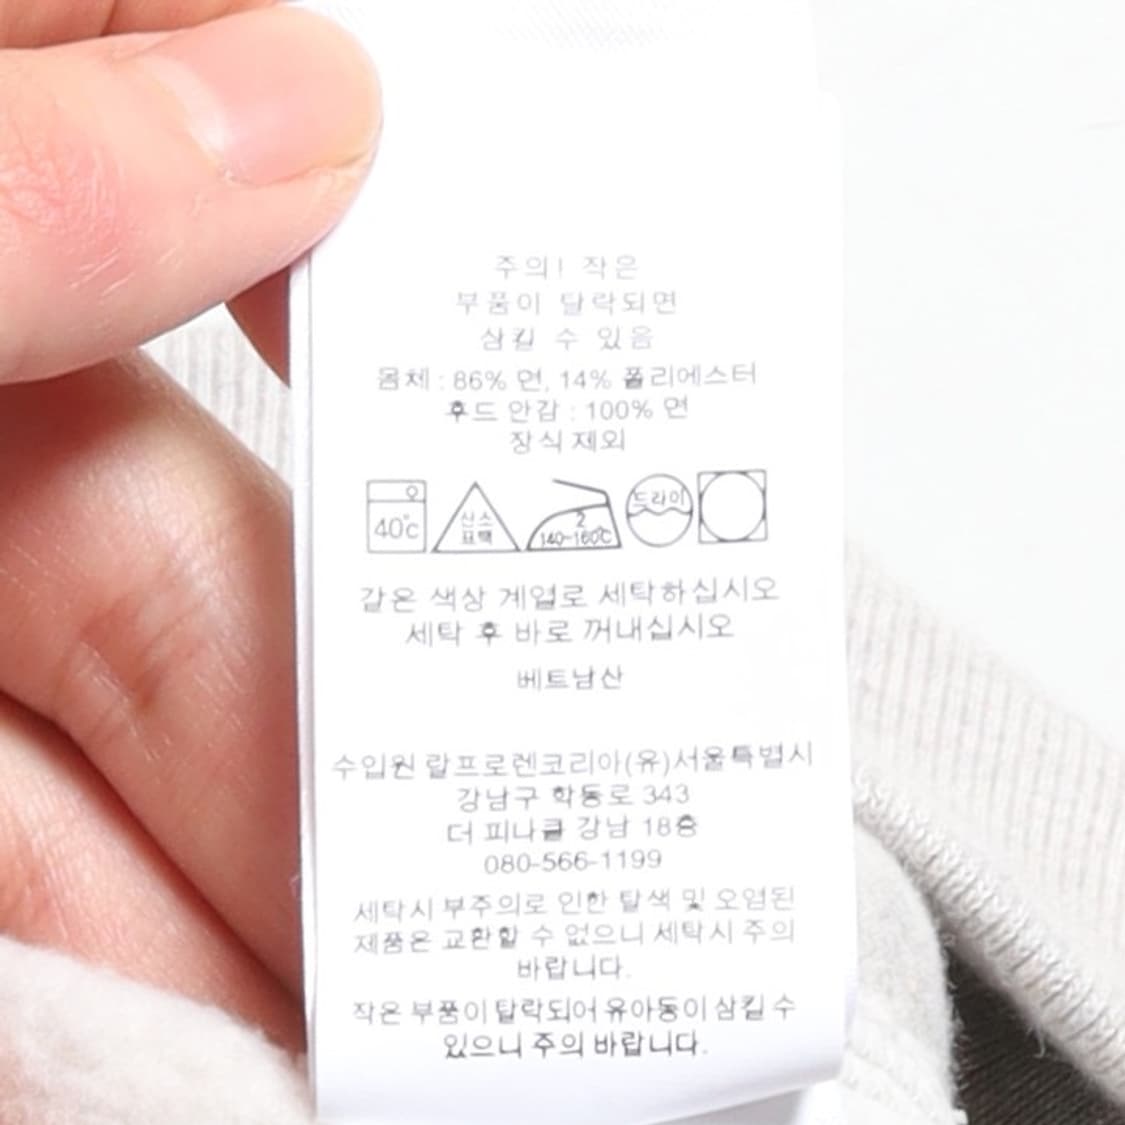 주의! 작은
부품이 탈락되면
삼킬 수 있음
몸체 : 86% 면, 14% 폴리에스터
후드 안감 : 100% 면
장식 제외
40℃
산소
표백
2
140~160℃
드라이
같은 색상 계열로 세탁하십시오
세탁 후 바로 꺼내십시오
베트남산
수입원 랄프로렌코리아(유)서울특별시
강남구 학동로 343
더 피나클 강남 18층
080-566-1199
세탁시 부주의로 인한 탈색 및 오염된
제품은 교환할 수 없으니 세탁시 주의
바랍니다.
작은 부품이 탈락되어 유아동이 삼킬 수
있으니 주의 바랍니다.